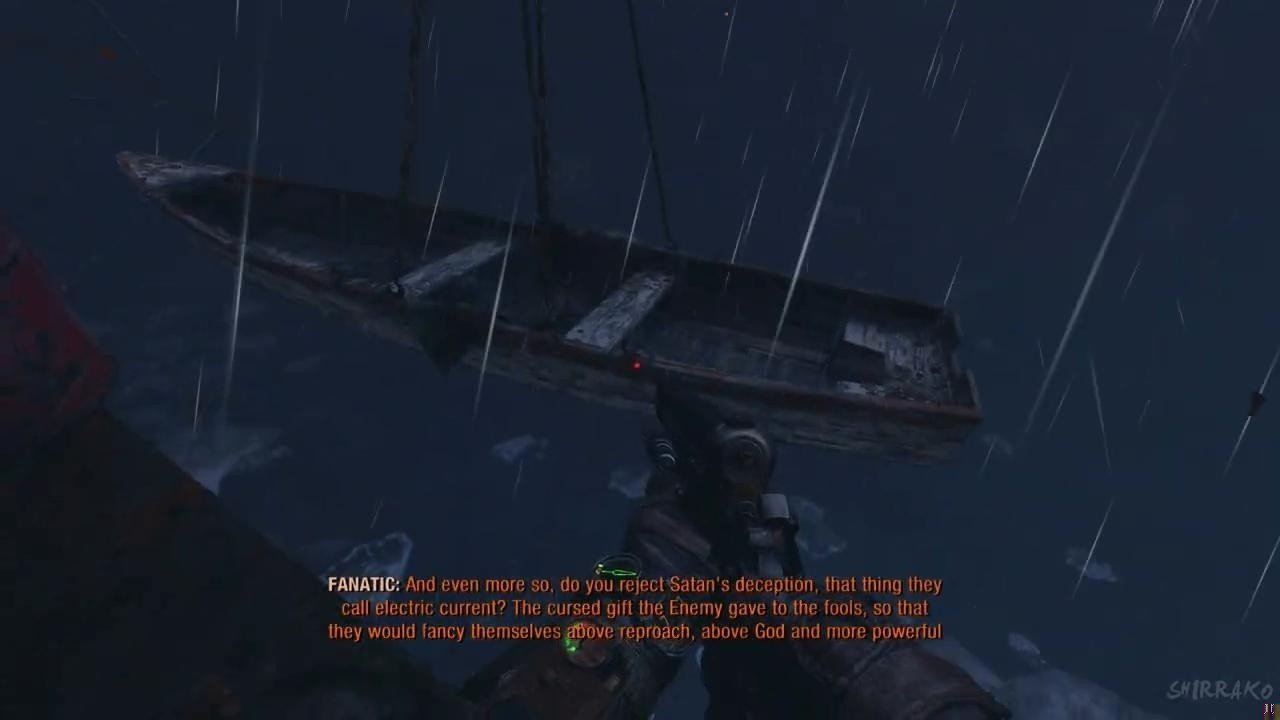 FANATIC: And even more so, do you reject Satan's deception, that thing they
call electric current? The cursed gift the Enemy gave to the fools, so that
they would fancy themselves above reproach, above God and more powerful
SHIRRAKO